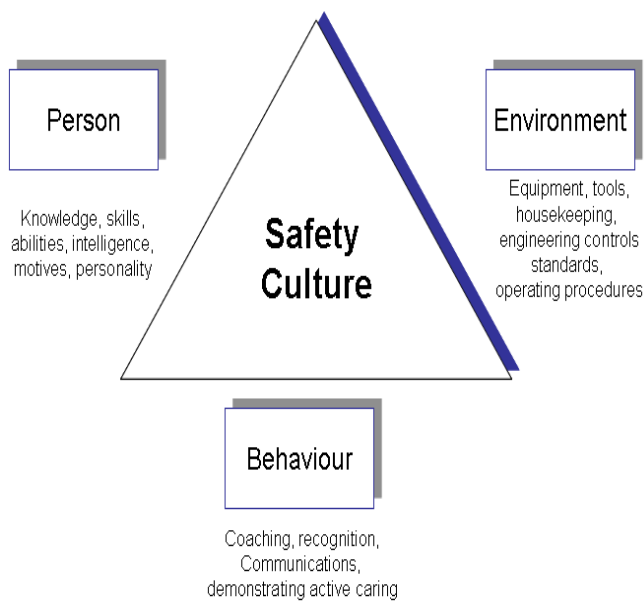 Person
Knowledge, skills,
abilities, intelligence,
motives, personality
Environment
Equipment, tools,
housekeeping,
engineering controls
standards,
operating procedures
Safety
Culture
Behaviour
Coaching, recognition,
Communications,
demonstrating active caring